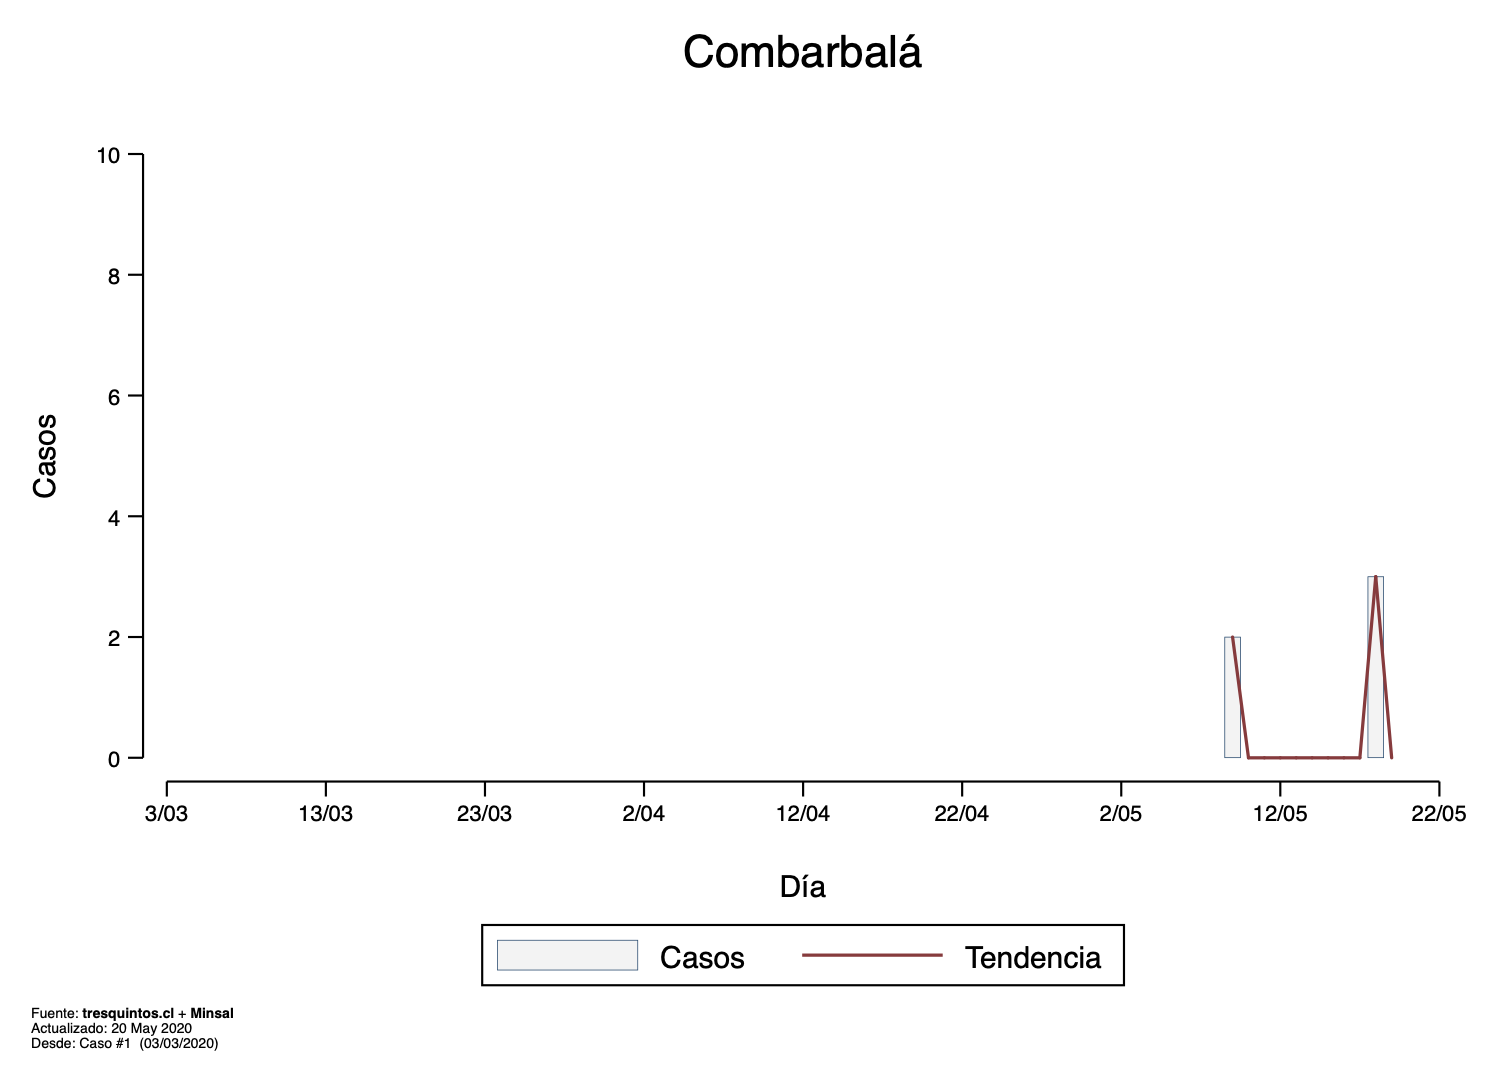 Combarbalá
10
8
6
4
2
0
Casos
3/03 13/03 23/03 2/04 12/04 22/04 2/05 12/05 22/05
Día
Casos Tendencia
Fuente: tresquintos.cl + Minsal
Actualizado: 20 May 2020
Desde: Caso #1 (03/03/2020)